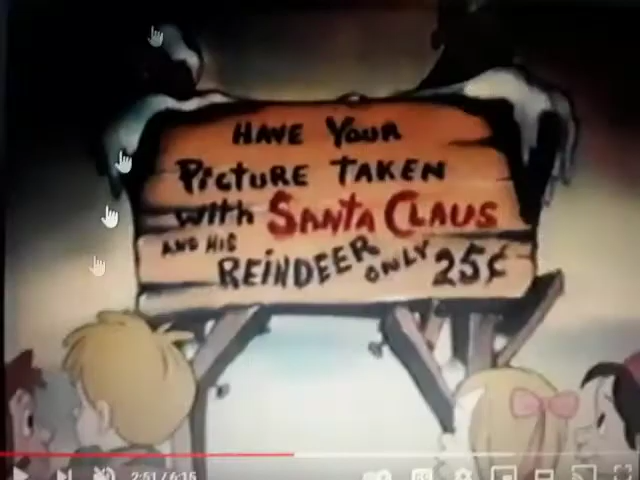 HAVE YOUR
PICTURE TAKEN
with SANTA CLAUS
AND HIS
REINDEER ONLY 25¢
2:51 / 6:15